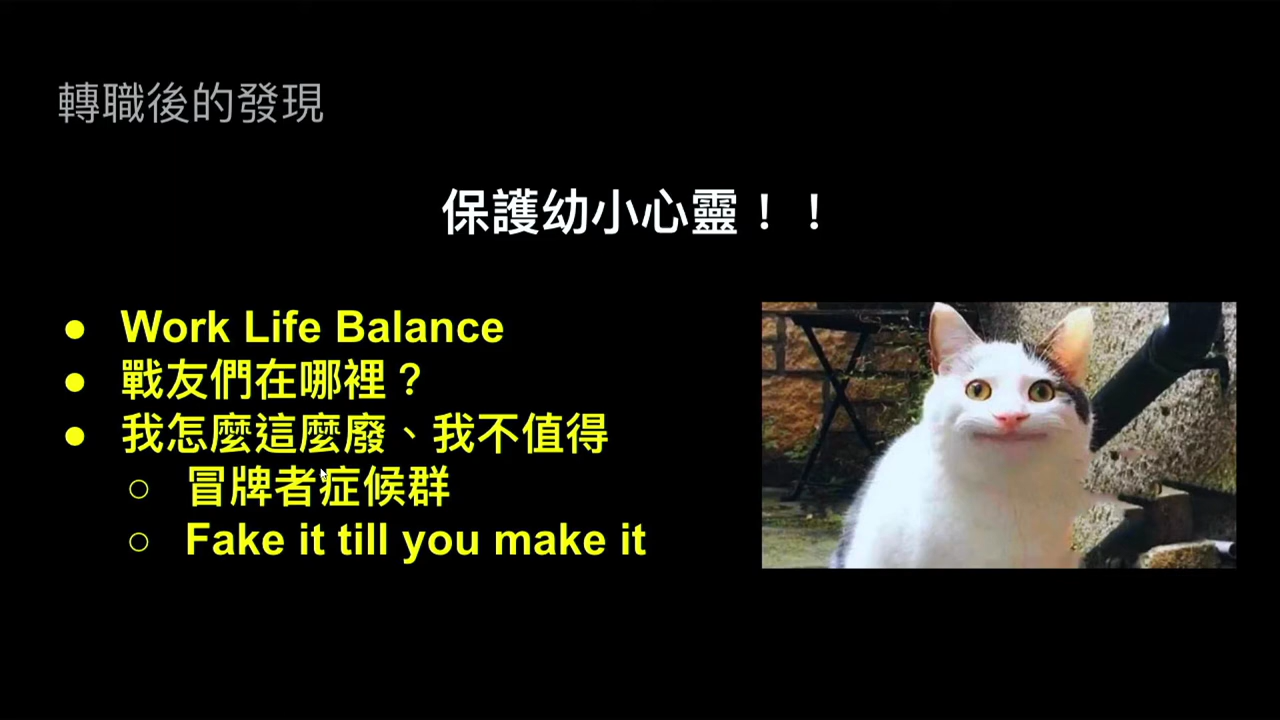 轉職後的發現
保護幼小心靈！！
● Work Life Balance
● 戰友們在哪裡？
● 我怎麼這麼廢、我不值得
○ 冒牌者症候群
○ Fake it till you make it